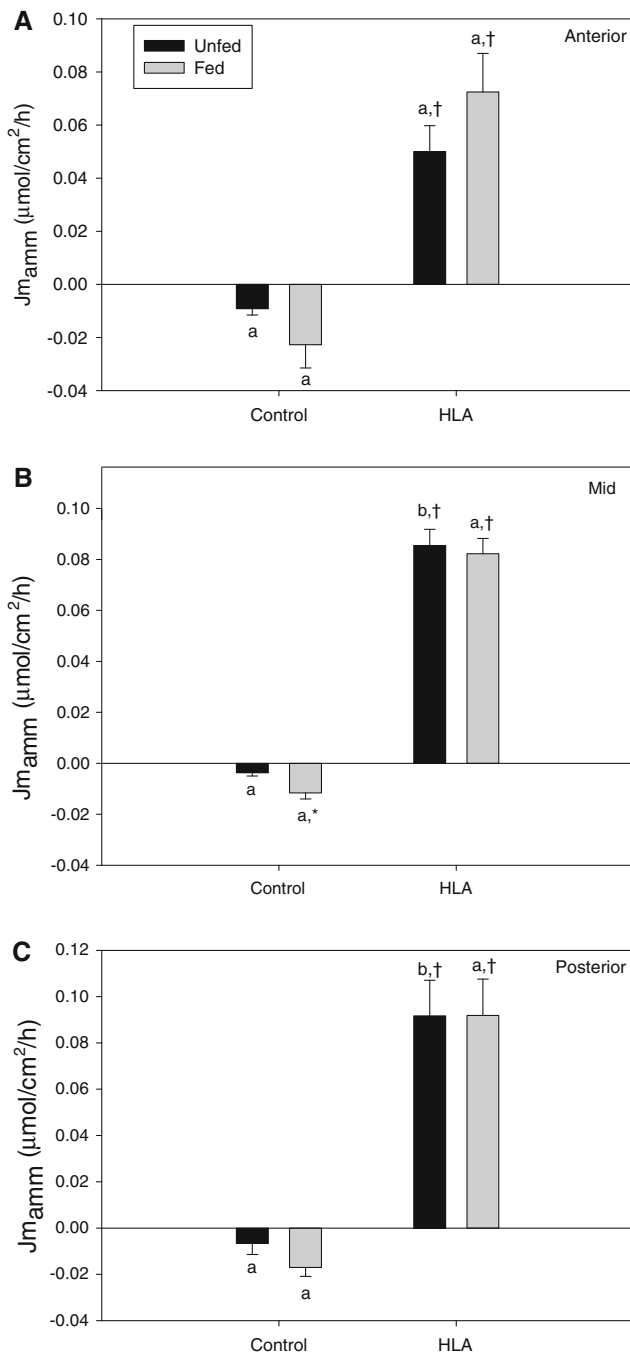 A
Anterior
Unfed
Fed
Jm_amm (μmol/cm²/h)
0.10
0.08
0.06
0.04
0.02
0.00
-0.02
-0.04
a
a
a,†
a,†
Control
HLA
B
Mid
Jm_amm (μmol/cm²/h)
0.10
0.08
0.06
0.04
0.02
0.00
-0.02
-0.04
a
a,*
b,†
a,†
Control
HLA
C
Posterior
Jm_amm (μmol/cm²/h)
0.12
0.10
0.08
0.06
0.04
0.02
0.00
-0.02
-0.04
a
a
b,†
a,†
Control
HLA